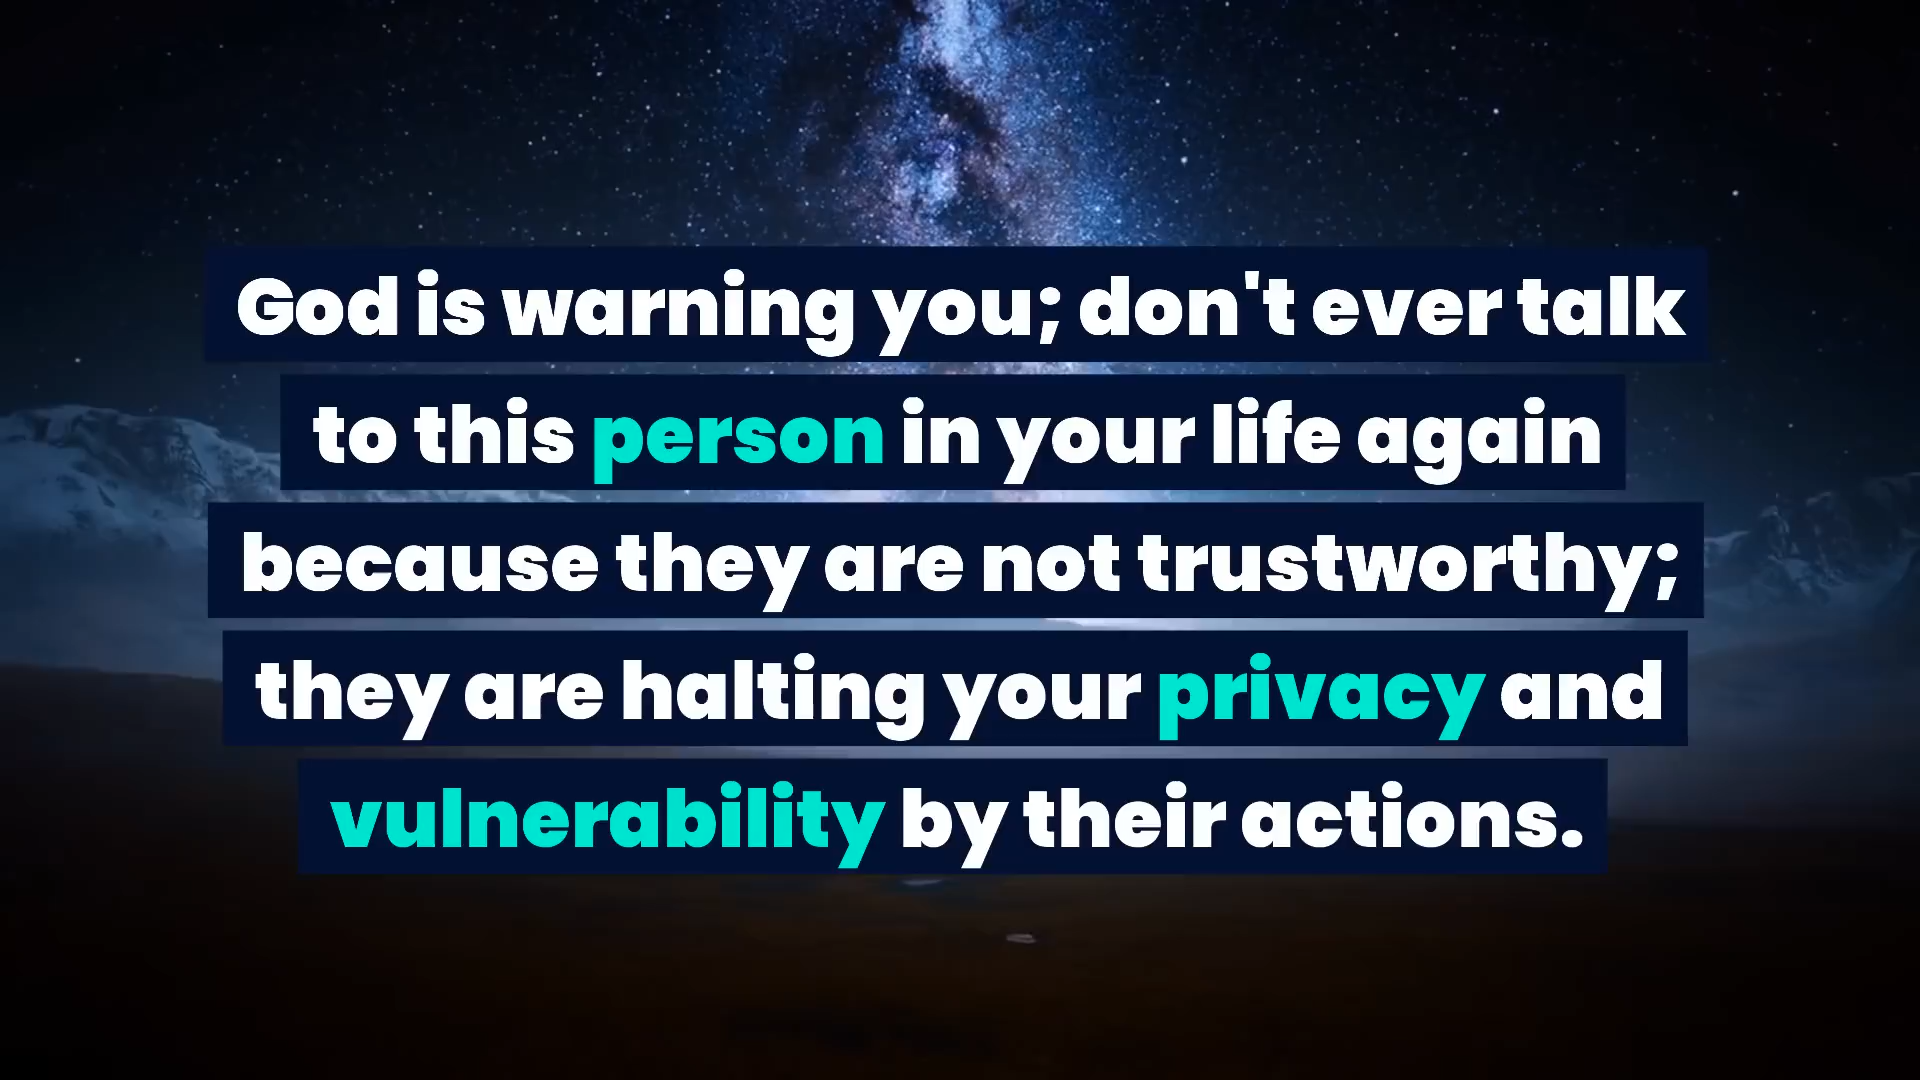 God is warning you; don't ever talk
to this person in your life again
because they are not trustworthy;
they are halting your privacy and
vulnerability by their actions.